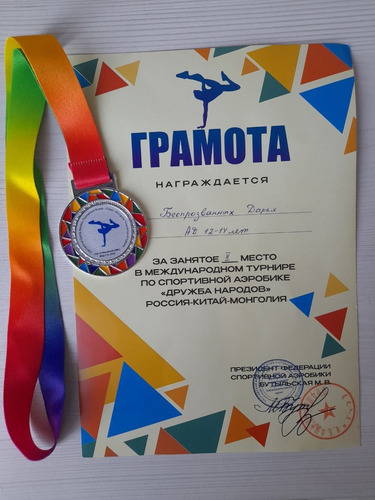 ГРАМОТА
НАГРАЖДАЕТСЯ
Беспрозванных Дарья
АД 12-14 лет
ЗА ЗАНЯТОЕ II МЕСТО
В МЕЖДУНАРОДНОМ ТУРНИРЕ
ПО СПОРТИВНОЙ АЭРОБИКЕ
«ДРУЖБА НАРОДОВ»
РОССИЯ-КИТАЙ-МОНГОЛИЯ
ПРЕЗИДЕНТ ФЕДЕРАЦИИ
СПОРТИВНОЙ АЭРОБИКИ
БУТЫЛЬСКАЯ М. В.